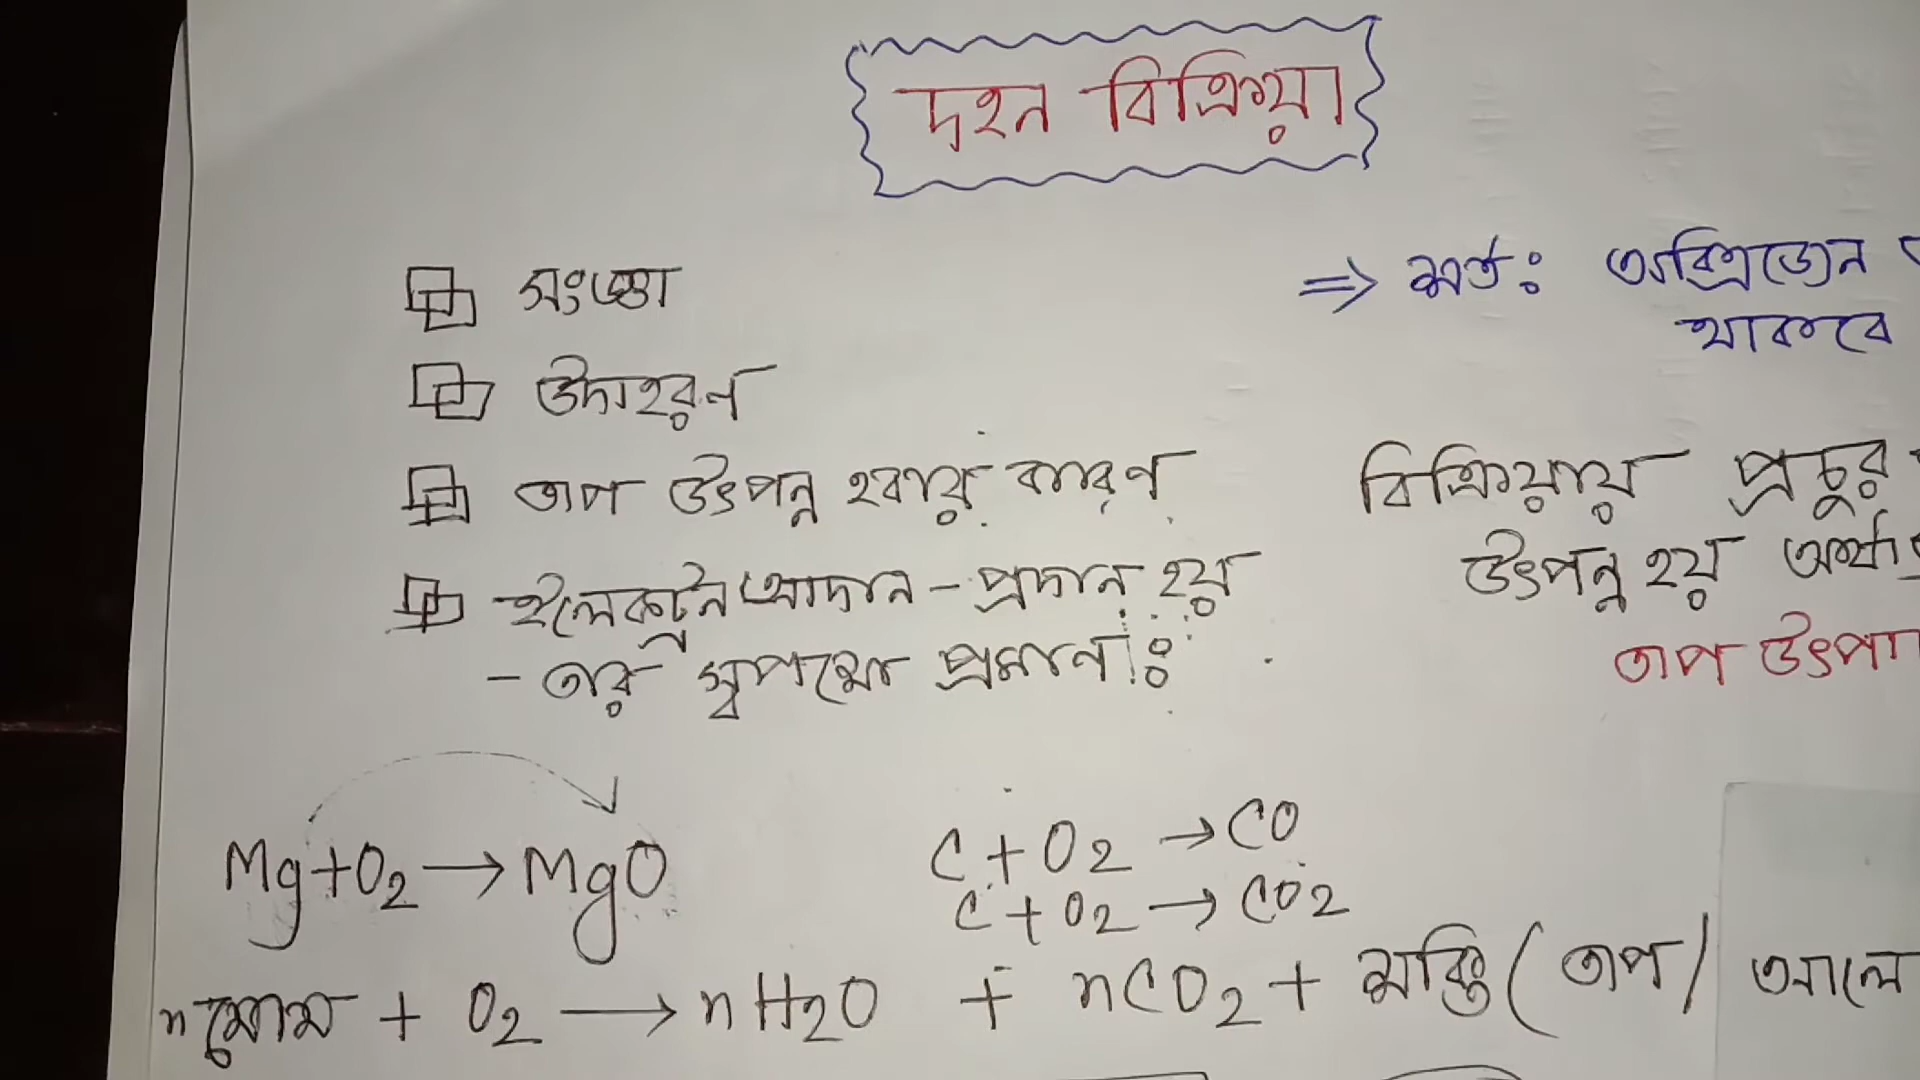 দহন বিক্রিয়া
সংজ্ঞা
উদাহরণ
তাপ উৎপন্ন হবার কারণ
ইলেকট্রন আদান - প্রদান হয়
- তার স্বপক্ষে প্রমান :
⇒ শর্ত : অক্সিজেন
থাকবে
বিক্রিয়ায় প্রচুর
উৎপন্ন হয় অর্থাৎ
তাপ উৎপা
Mg+O₂ → MgO
C + O₂ → CO
C + O₂ → CO₂
n মোম + O₂ → nH₂O + nCO₂ + শক্তি ( তাপ / আলো